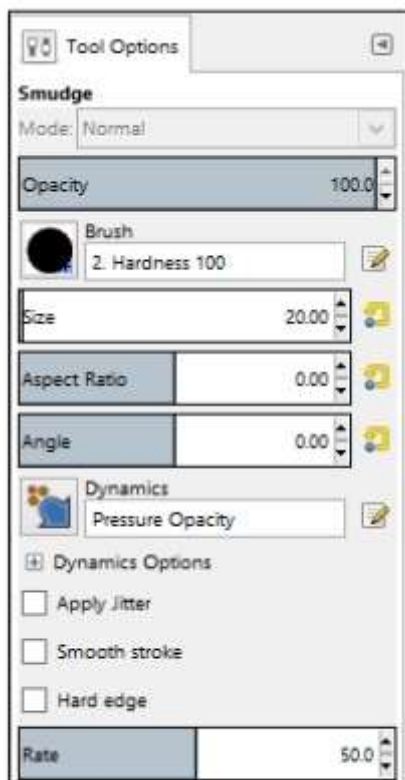 Tool Options
Smudge
Mode: Normal
Opacity 100.0
Brush
2. Hardness 100
Size 20.00
Aspect Ratio 0.00
Angle 0.00
Dynamics
Pressure Opacity
Dynamics Options
Apply Jitter
Smooth stroke
Hard edge
Rate 50.0